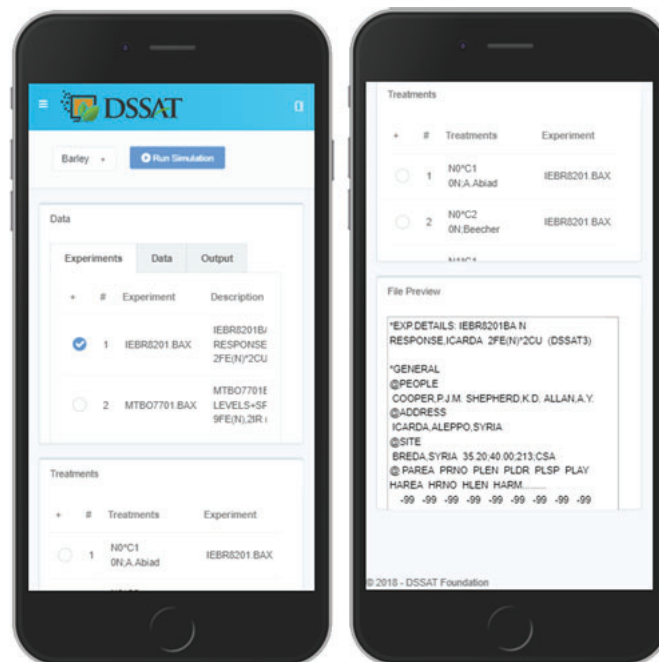 DSSAT
Barley
Run Simulation
Data
Experiments Data Output
+ # Experiment Description
1 IEBR8201.BAX IEBR8201BA
RESPONSE
2FE(N)*2CU
2 MTBO7701.BAX MTBO7701B
LEVELS+SF
9FE(N),2IR
Treatments
+ # Treatments Experiment
1 N0*C1 IEBR8201.BAX
0N;A.Abiad
Treatments
+ # Treatments Experiment
1 N0*C1 IEBR8201.BAX
0N;A.Abiad
2 N0*C2 IEBR8201.BAX
0N;Beecher
File Preview
*EXP.DETAILS: IEBR8201BA N
RESPONSE,ICARDA 2FE(N)*2CU (DSSAT3)
*GENERAL
@PEOPLE
COOPER,P.J.M. SHEPHERD,K.D. ALLAN,A.Y.
@ADDRESS
ICARDA,ALEPPO,SYRIA
@SITE
BREDA,SYRIA 35.20;40.00;213;CSA
@ PAREA PRNO PLEN PLDR PLSP PLAY
HAREA HRNO HLEN HARM.........
-99 -99 -99 -99 -99 -99 -99 -99 -99
© 2018 - DSSAT Foundation